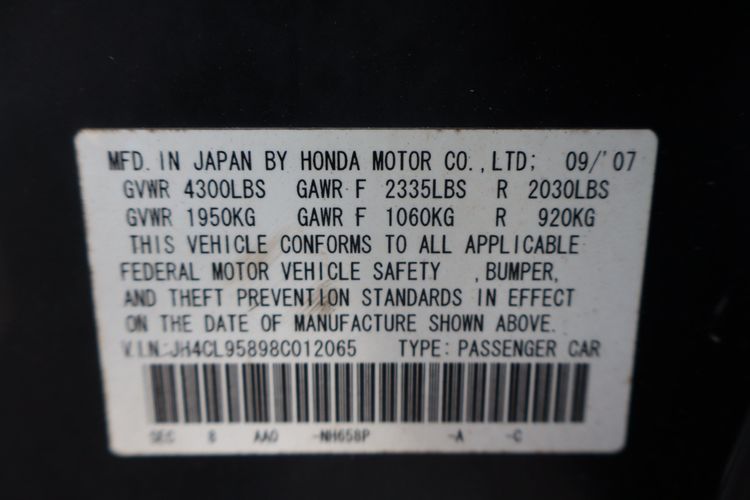 MFD. IN JAPAN BY HONDA MOTOR CO.,LTD; 09/'07
GVWR 4300LBS GAWR F 2335LBS R 2030LBS
GVWR 1950KG GAWR F 1060KG R 920KG
THIS VEHICLE CONFORMS TO ALL APPLICABLE
FEDERAL MOTOR VEHICLE SAFETY ,BUMPER,
AND THEFT PREVENTION STANDARDS IN EFFECT
ON THE DATE OF MANUFACTURE SHOWN ABOVE.
V.I.N.:JH4CL95898C012065 TYPE: PASSENGER CAR
SEC 8 AAO -NH658P -A -C